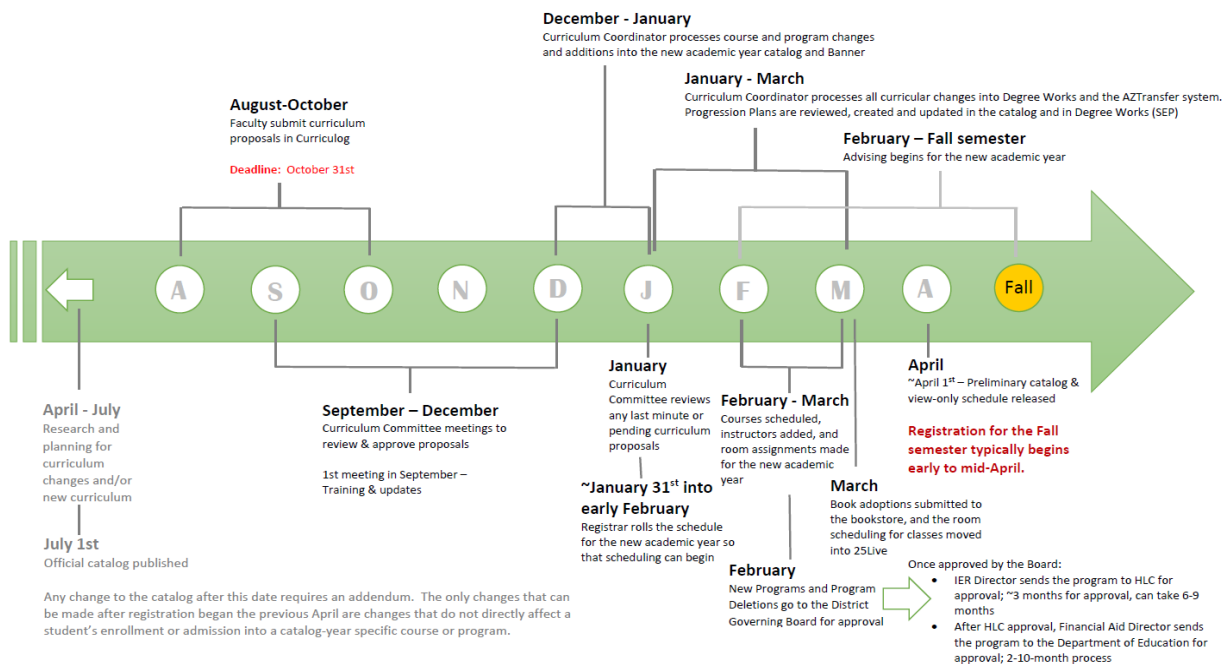 December - January
Curriculum Coordinator processes course and program changes
and additions into the new academic year catalog and Banner
January - March
Curriculum Coordinator processes all curricular changes into Degree Works and the AZTransfer system.
Progression Plans are reviewed, created and updated in the catalog and in Degree Works (SEP)
August-October
Faculty submit curriculum
proposals in Curriculog
Deadline: October 31st
February – Fall semester
Advising begins for the new academic year
A S O N D J F M A Fall
April - July
Research and
planning for
curriculum
changes and/or
new curriculum
July 1st
Official catalog published
Any change to the catalog after this date requires an addendum. The only changes that can
be made after registration began the previous April are changes that do not directly affect a
student's enrollment or admission into a catalog-year specific course or program.
September – December
Curriculum Committee meetings to
review & approve proposals
1st meeting in September –
Training & updates
January
Curriculum
Committee reviews
any last minute or
pending curriculum
proposals
~January 31st into
early February
Registrar rolls the schedule
for the new academic year so
that scheduling can begin
February - March
Courses scheduled,
instructors added, and
room assignments made
for the new academic
year
February
New Programs and Program
Deletions go to the District
Governing Board for approval
March
Book adoptions submitted to
the bookstore, and the room
scheduling for classes moved
into 25Live
April
~April 1st – Preliminary catalog &
view-only schedule released
Registration for the Fall
semester typically begins
early to mid-April.
Once approved by the Board:
• IER Director sends the program to HLC for
approval; ~3 months for approval, can take 6-9
months
• After HLC approval, Financial Aid Director sends
the program to the Department of Education for
approval; 2-10-month process